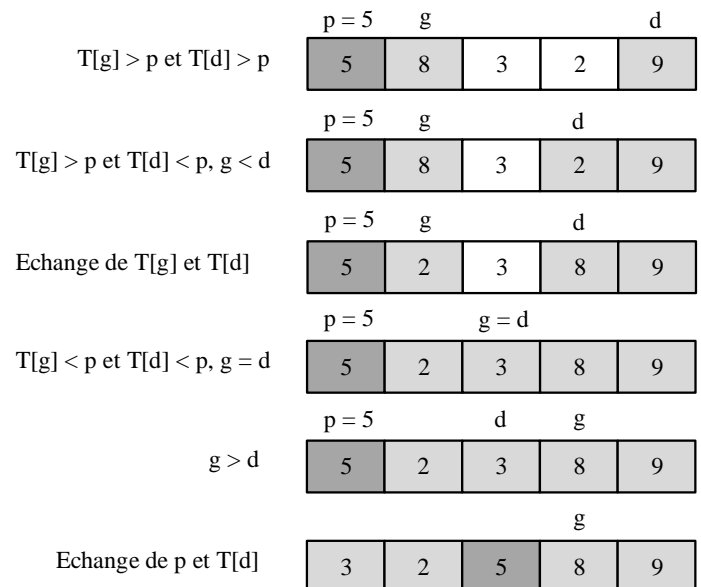 p = 5 g d
T[g] > p et T[d] > p 5 8 3 2 9
p = 5 g d
T[g] > p et T[d] < p, g < d 5 8 3 2 9
p = 5 g d
Echange de T[g] et T[d] 5 2 3 8 9
p = 5 g = d
T[g] < p et T[d] < p, g = d 5 2 3 8 9
p = 5 d g
g > d 5 2 3 8 9
g
Echange de p et T[d] 3 2 5 8 9